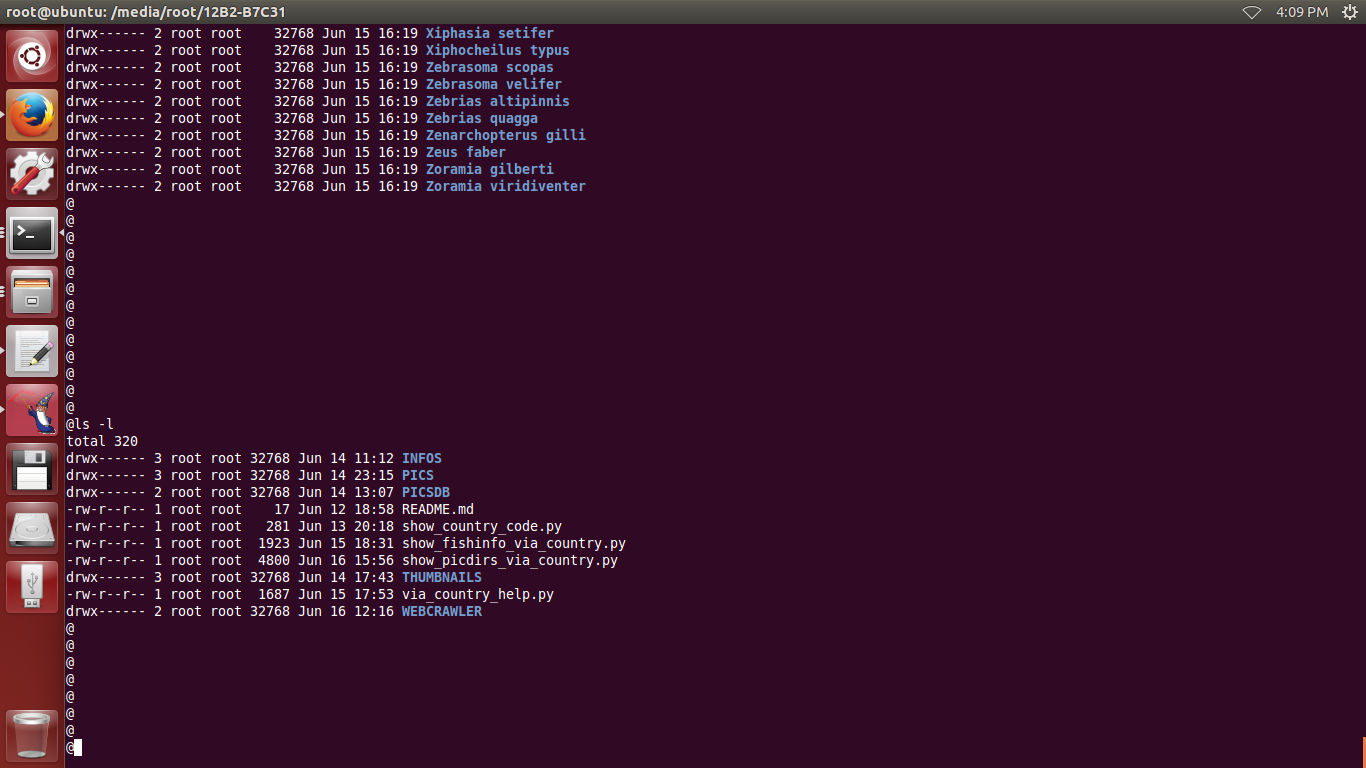 root@ubuntu: /media/root/12B2-B7C31
4:09 PM
drwx------ 2 root root    32768 Jun 15 16:19 Xiphasia setifer
drwx------ 2 root root    32768 Jun 15 16:19 Xiphocheilus typus
drwx------ 2 root root    32768 Jun 15 16:19 Zebrasoma scopas
drwx------ 2 root root    32768 Jun 15 16:19 Zebrasoma velifer
drwx------ 2 root root    32768 Jun 15 16:19 Zebrias altipinnis
drwx------ 2 root root    32768 Jun 15 16:19 Zebrias quagga
drwx------ 2 root root    32768 Jun 15 16:19 Zenarchopterus gilli
drwx------ 2 root root    32768 Jun 15 16:19 Zeus faber
drwx------ 2 root root    32768 Jun 15 16:19 Zoramia gilberti
drwx------ 2 root root    32768 Jun 15 16:19 Zoramia viridiventer
@
@
@
@
@
@
@
@
@
@
@
@
@
@ls -l
total 320
drwx------ 3 root root 32768 Jun 14 11:12 INFOS
drwx------ 3 root root 32768 Jun 14 23:15 PICS
drwx------ 2 root root 32768 Jun 14 13:07 PICSDB
-rw-r--r-- 1 root root    17 Jun 12 18:58 README.md
-rw-r--r-- 1 root root   281 Jun 13 20:18 show_country_code.py
-rw-r--r-- 1 root root  1923 Jun 15 18:31 show_fishinfo_via_country.py
-rw-r--r-- 1 root root  4800 Jun 16 15:56 show_picdirs_via_country.py
drwx------ 3 root root 32768 Jun 14 17:43 THUMBNAILS
-rw-r--r-- 1 root root  1687 Jun 15 17:53 via_country_help.py
drwx------ 2 root root 32768 Jun 16 12:16 WEBCRAWLER
@
@
@
@
@
@
@
@